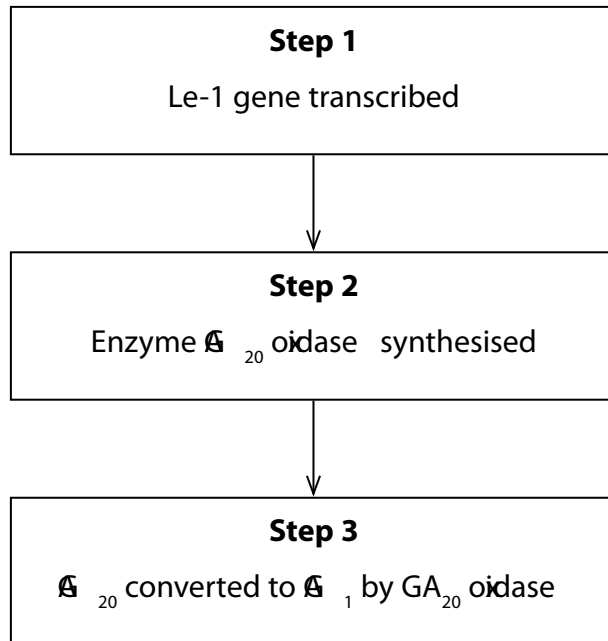 Step 1
Le-1 gene transcribed
Step 2
Enzyme GA₂₀ oxidase synthesised
Step 3
GA₂₀ converted to GA₁ by GA₂₀ oxidase